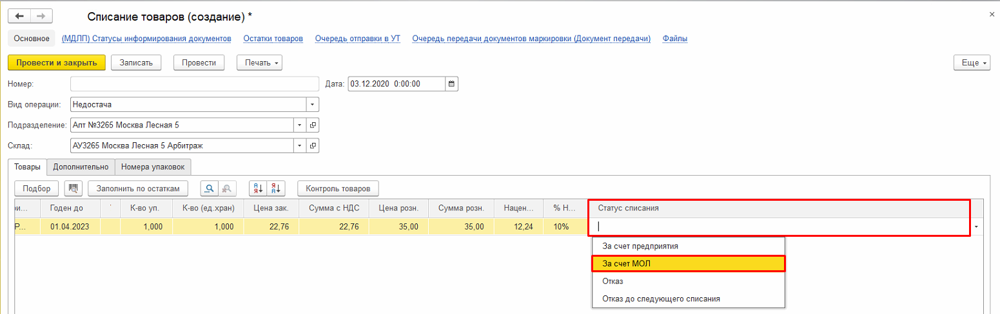 Списание товаров (создание) *
Основное (МДЛП) Статусы информирования документов Остатки товаров Очередь отправки в УТ Очередь передачи документов маркировки (Документ передачи) Файлы
Провести и закрыть Записать Провести Печать Еще
Номер: Дата: 03.12.2020 0:00:00
Вид операции: Недостача
Подразделение: Апт №3265 Москва Лесная 5
Склад: АУ3265 Москва Лесная 5 Арбитраж
Товары Дополнительно Номера упаковок
Подбор Заполнить по остаткам А Я Я А Контроль товаров
ри... Годен до К-во уп. К-во (ед.хран) Цена зак. Сумма с НДС Цена розн. Сумма розн. Нацен... % Н... Статус списания
Р... 01.04.2023 1,000 1,000 22,76 22,76 35,00 35,00 12,24 10%
За счет предприятия
За счет МОЛ
Отказ
Отказ до следующего списания